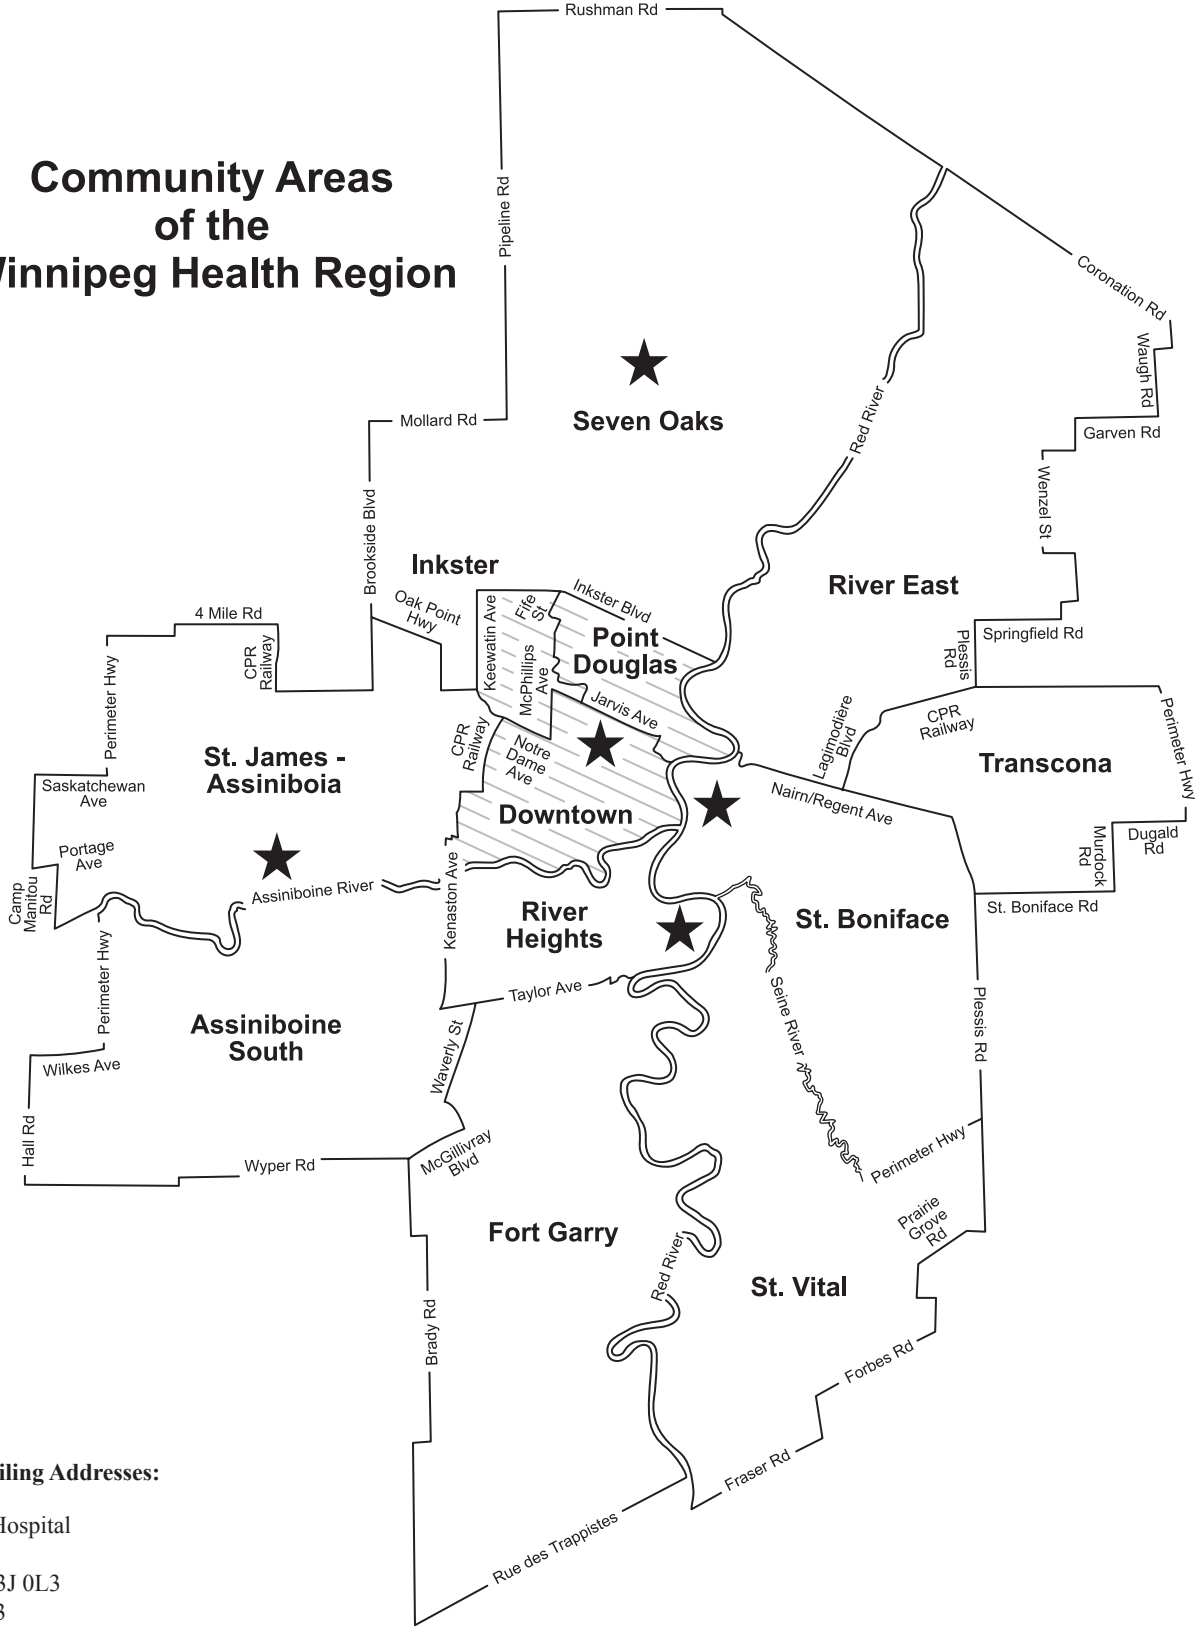 Rushman Rd
Community Areas
of the
Winnipeg Health Region
Pipeline Rd
Coronation Rd
Waugh Rd
Garven Rd
Mollard Rd
Seven Oaks
Red River
Wenzel St
Brookside Blvd
Inkster
Oak Point
Hwy
Keewatin Ave
Fife
St
Inkster Blvd
River East
4 Mile Rd
CPR
Railway
Perimeter Hwy
Point
Douglas
McPhillips
Ave
Jarvis Ave
Plessis
Rd
Springfield Rd
CPR
Railway
Lagimodière
Blvd
Perimeter Hwy
St. James -
Assiniboia
CPR
Railway
Notre
Dame
Ave
Transcona
Saskatchewan
Ave
Downtown
Nairn/Regent Ave
Murdock
Rd
Dugald
Rd
Portage
Ave
Camp
Manitou
Rd
Assiniboine River
Kenaston Ave
River
Heights
St. Boniface
St. Boniface Rd
Perimeter Hwy
Taylor Ave
Seine River
Plessis Rd
Assiniboine
South
Wilkes Ave
Waverly St
Hall Rd
Wyper Rd
McGillivray
Blvd
Perimeter Hwy
Prairie
Grove
Rd
Fort Garry
Red River
St. Vital
Brady Rd
Forbes Rd
Fraser Rd
Rue des Trappistes
iling Addresses:
Hospital
3J 0L3
3